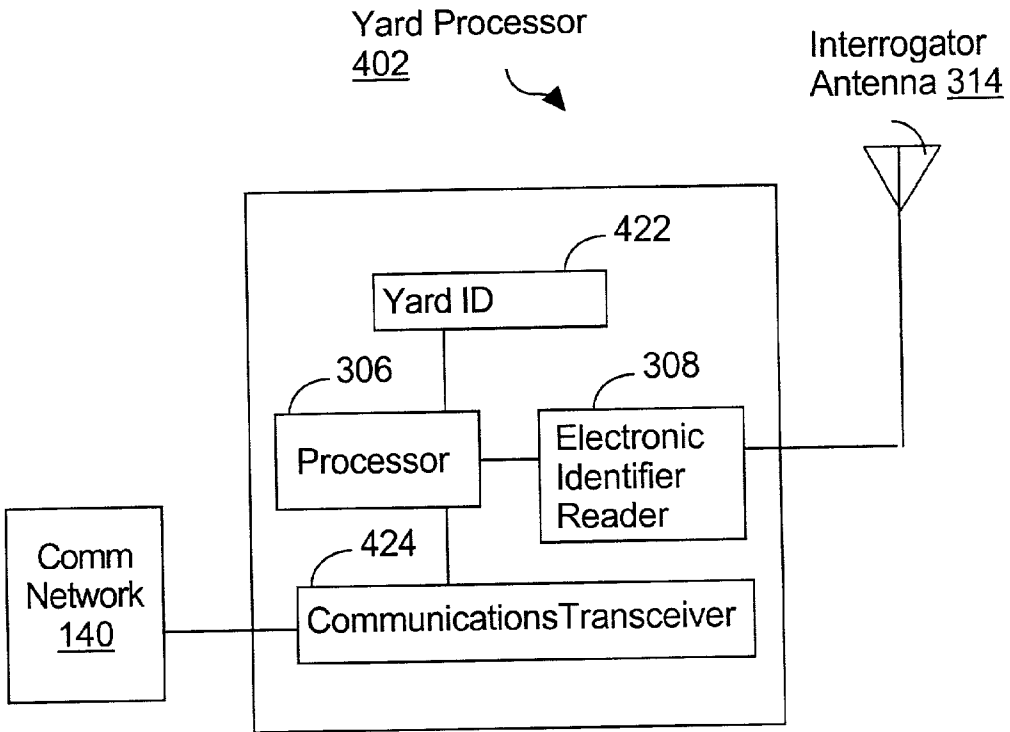 Yard Processor
402
Interrogator
Antenna 314
422
Yard ID
306
308
Processor
Electronic
Identifier
Reader
424
Comm
Network
140
CommunicationsTransceiver